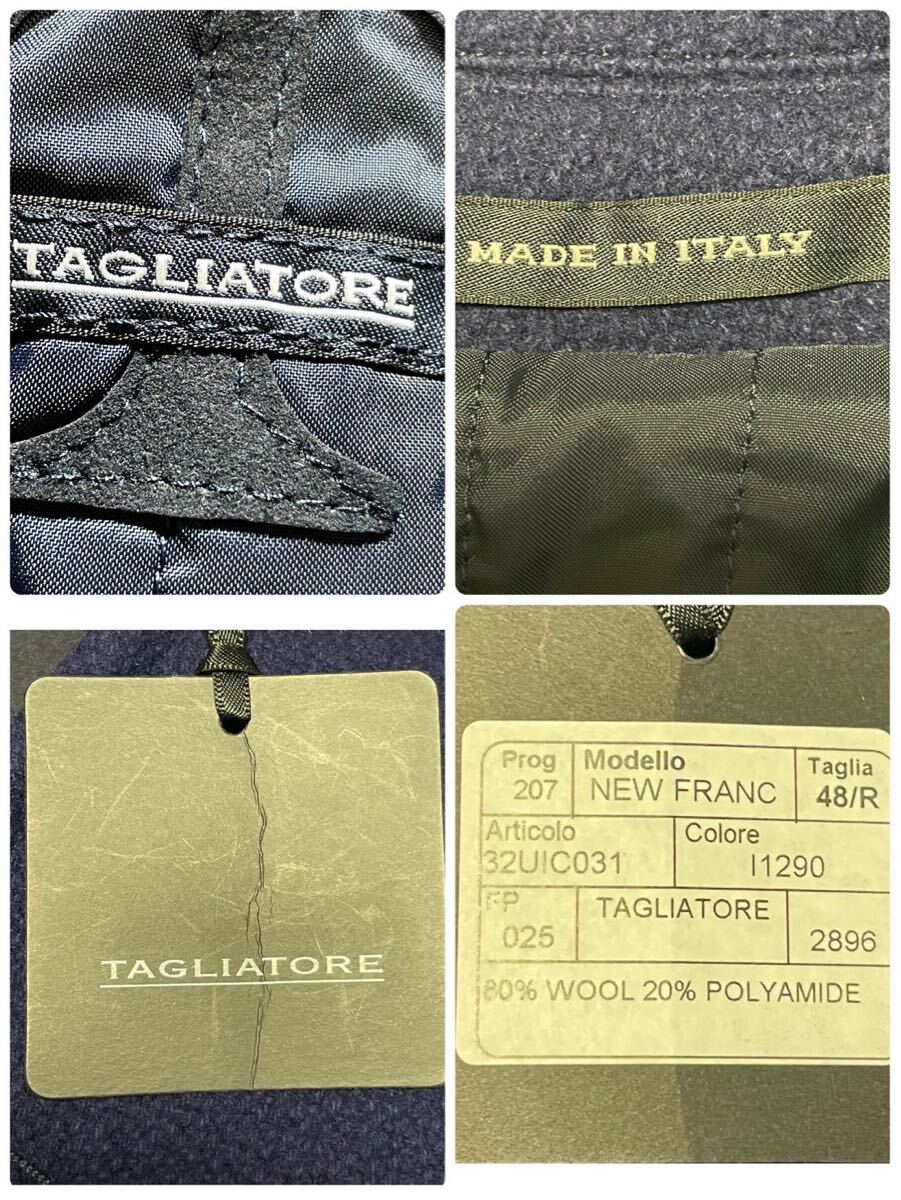 TAGLIATORE
MADE IN ITALY
TAGLIATORE
Prog
207
Modello
NEW FRANC
Taglia
48/R
Articolo
32UIC031
Colore
I1290
FP
025
TAGLIATORE
2896
80% WOOL 20% POLYAMIDE